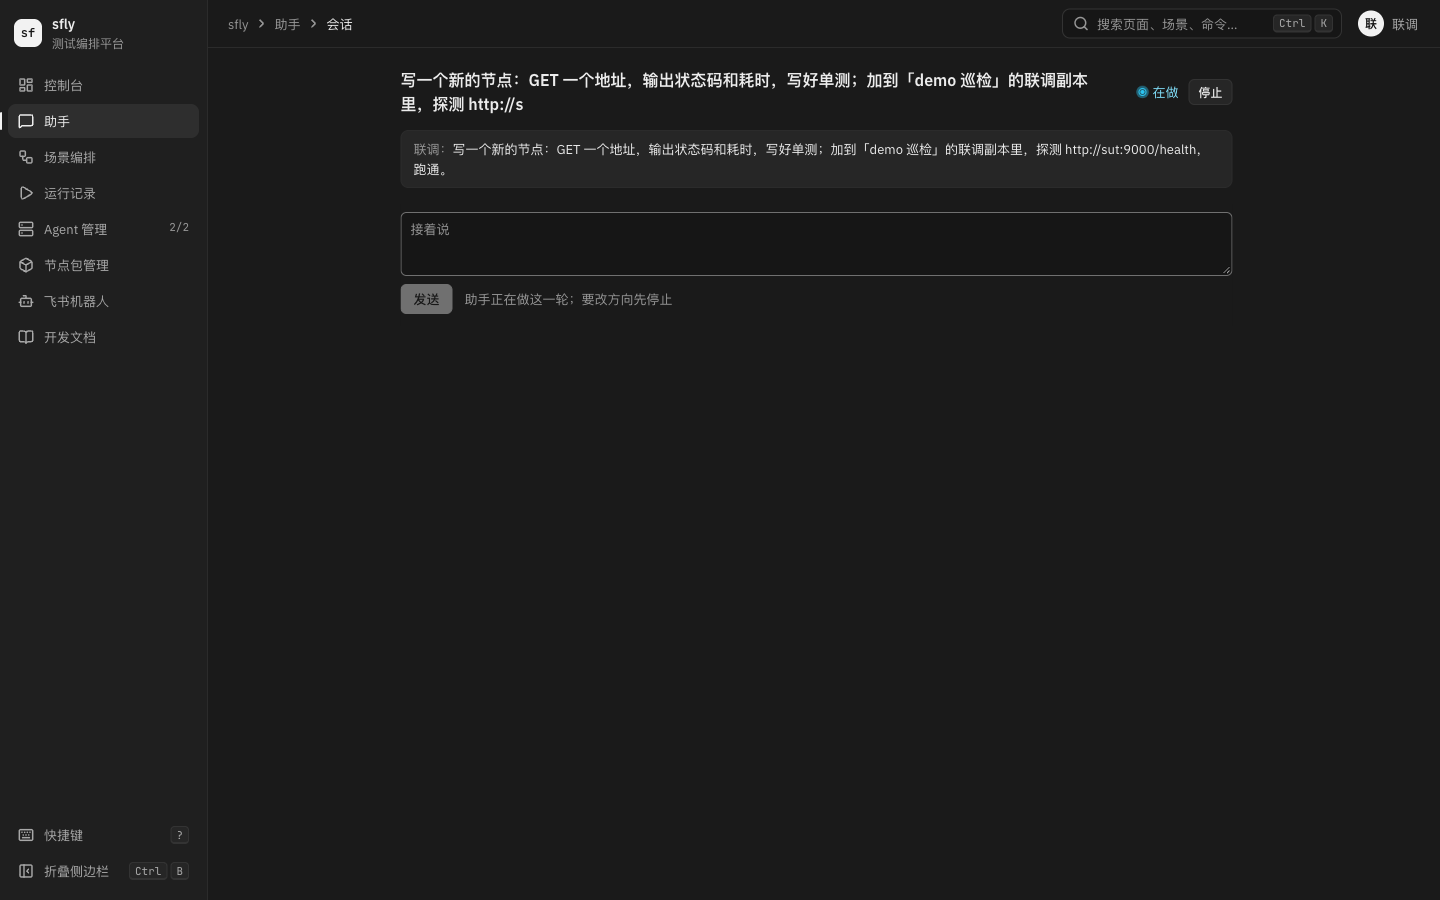 sf
sfly
测试编排平台
控制台
助手
场景编排
运行记录
Agent 管理 2/2
节点包管理
飞书机器人
开发文档
快捷键 ?
折叠侧边栏 Ctrl B
sfly > 助手 > 会话
搜索页面、场景、命令... Ctrl K
联 联调
写一个新的节点：GET 一个地址，输出状态码和耗时，写好单测；加到「demo 巡检」的联调副本
里，探测 http://s
在做 停止
联调：写一个新的节点：GET 一个地址，输出状态码和耗时，写好单测；加到「demo 巡检」的联调副本里，探测 http://sut:9000/health，
跑通。
接着说
发送 助手正在做这一轮；要改方向先停止